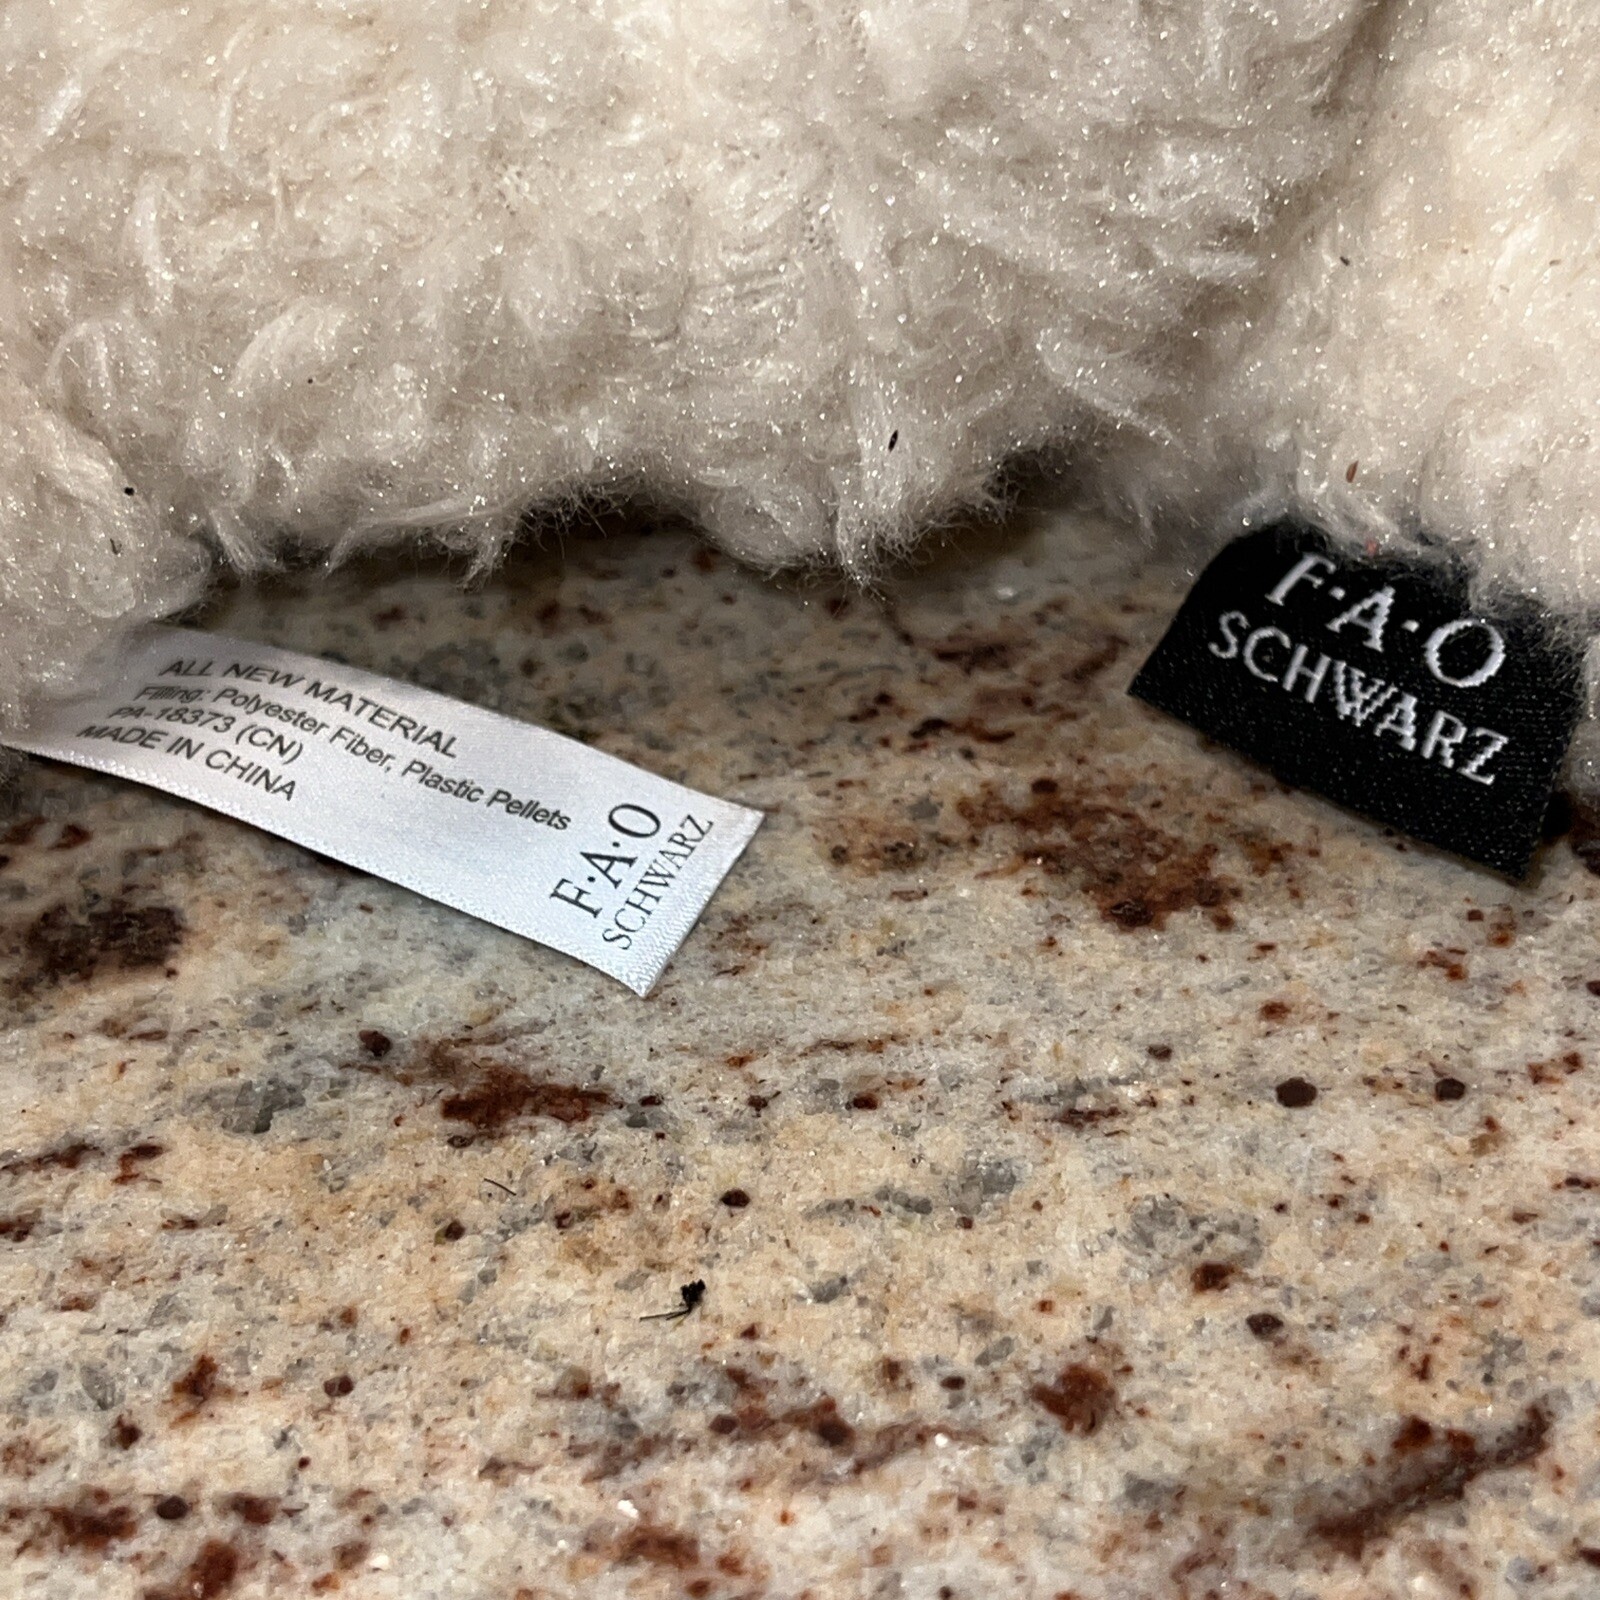 ALL NEW MATERIAL
Filling: Polyester Fiber, Plastic Pellets
PA-18373 (CN)
MADE IN CHINA
F·A·O
SCHWARZ
F·A·O
SCHWARZ